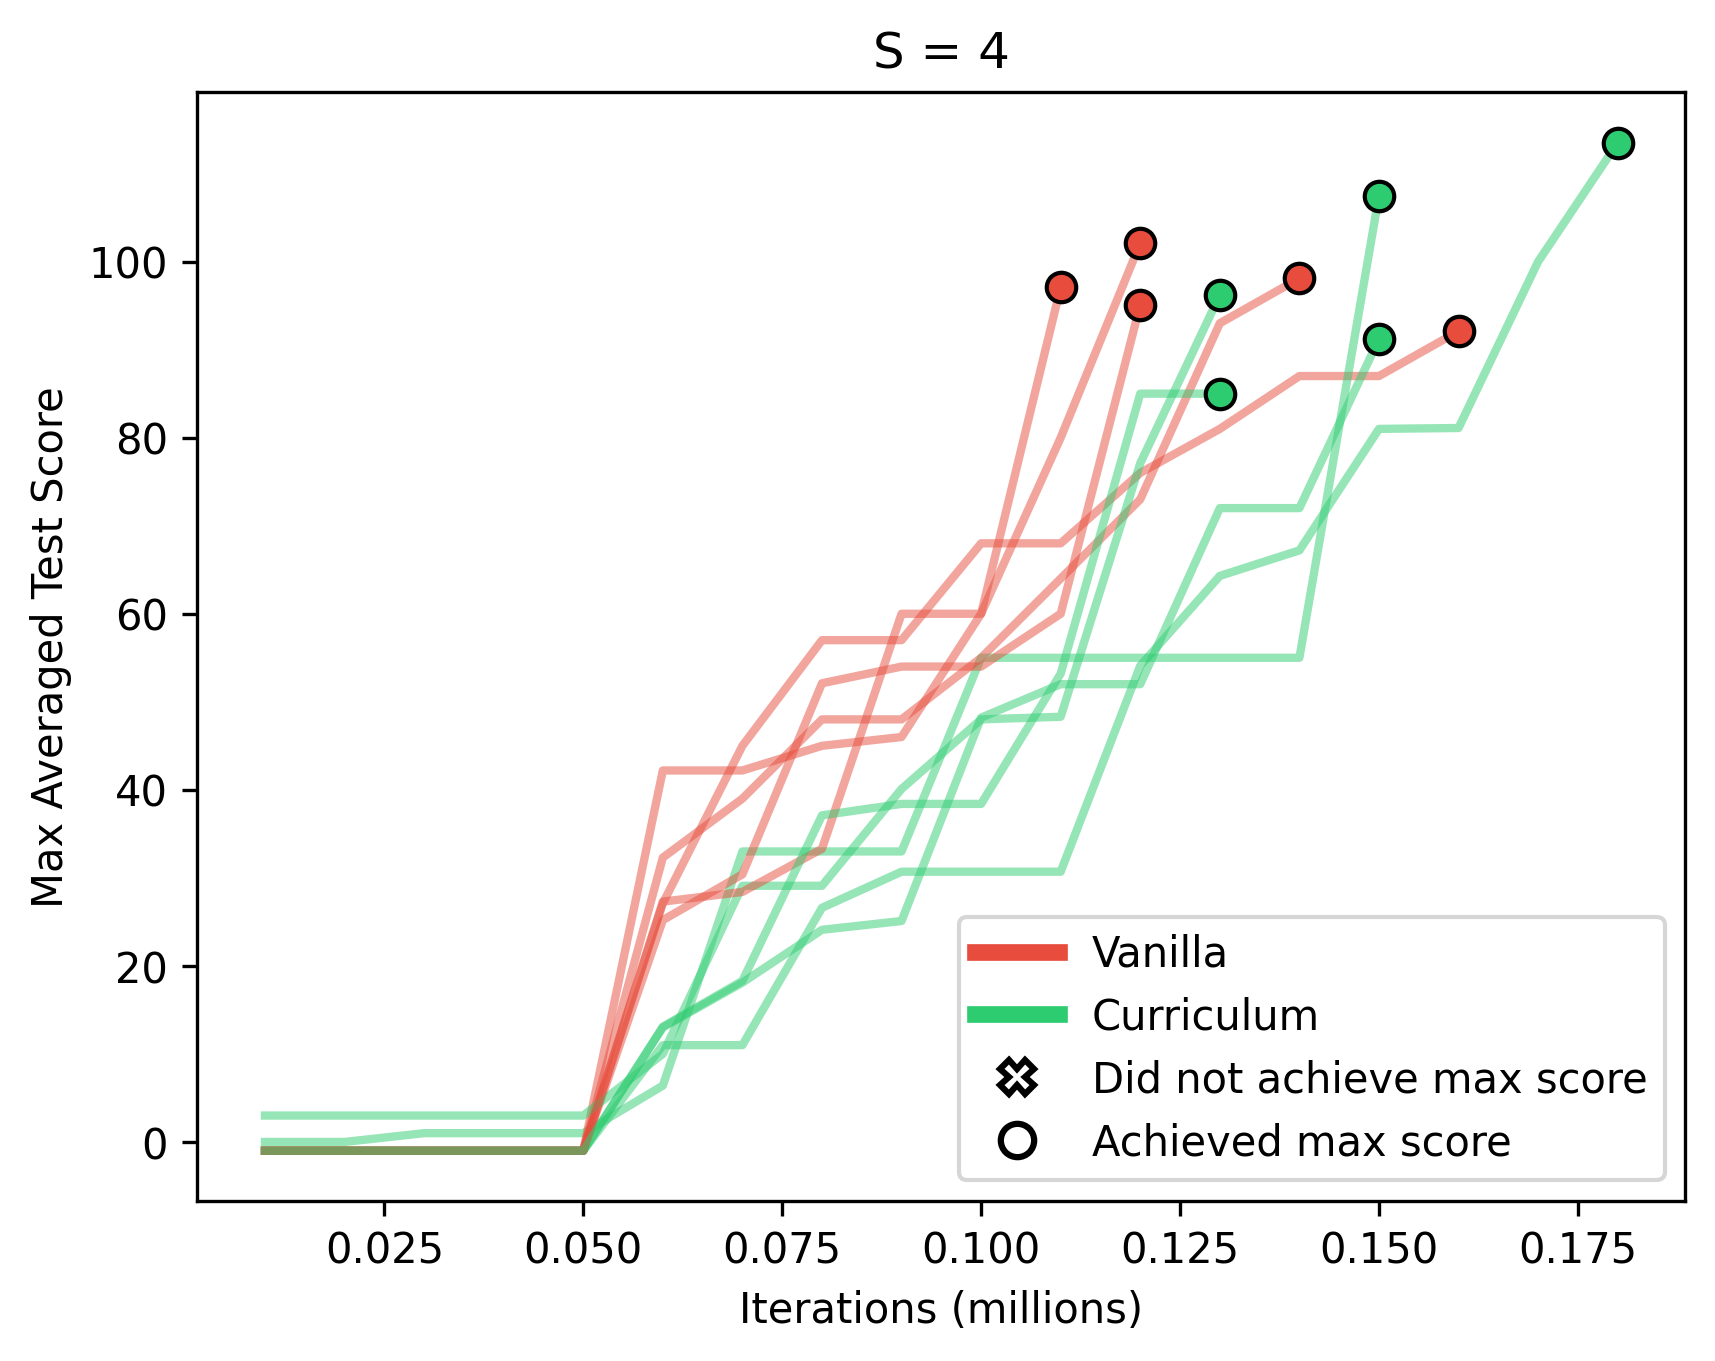 S = 4
Max Averaged Test Score
100
80
60
40
20
0
Vanilla
Curriculum
Did not achieve max score
Achieved max score
0.025 0.050 0.075 0.100 0.125 0.150 0.175
Iterations (millions)